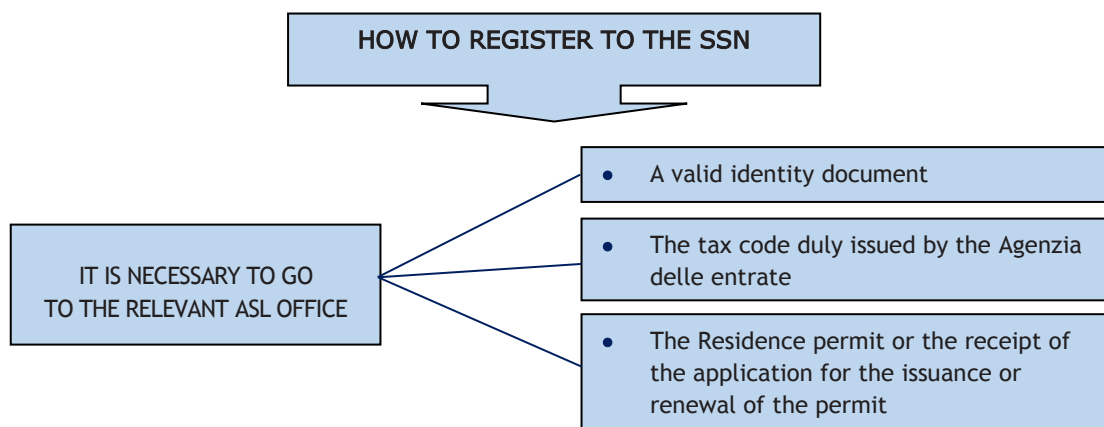 HOW TO REGISTER TO THE SSN
IT IS NECESSARY TO GO
TO THE RELEVANT ASL OFFICE
• A valid identity document
• The tax code duly issued by the Agenzia
delle entrate
• The Residence permit or the receipt of
the application for the issuance or
renewal of the permit